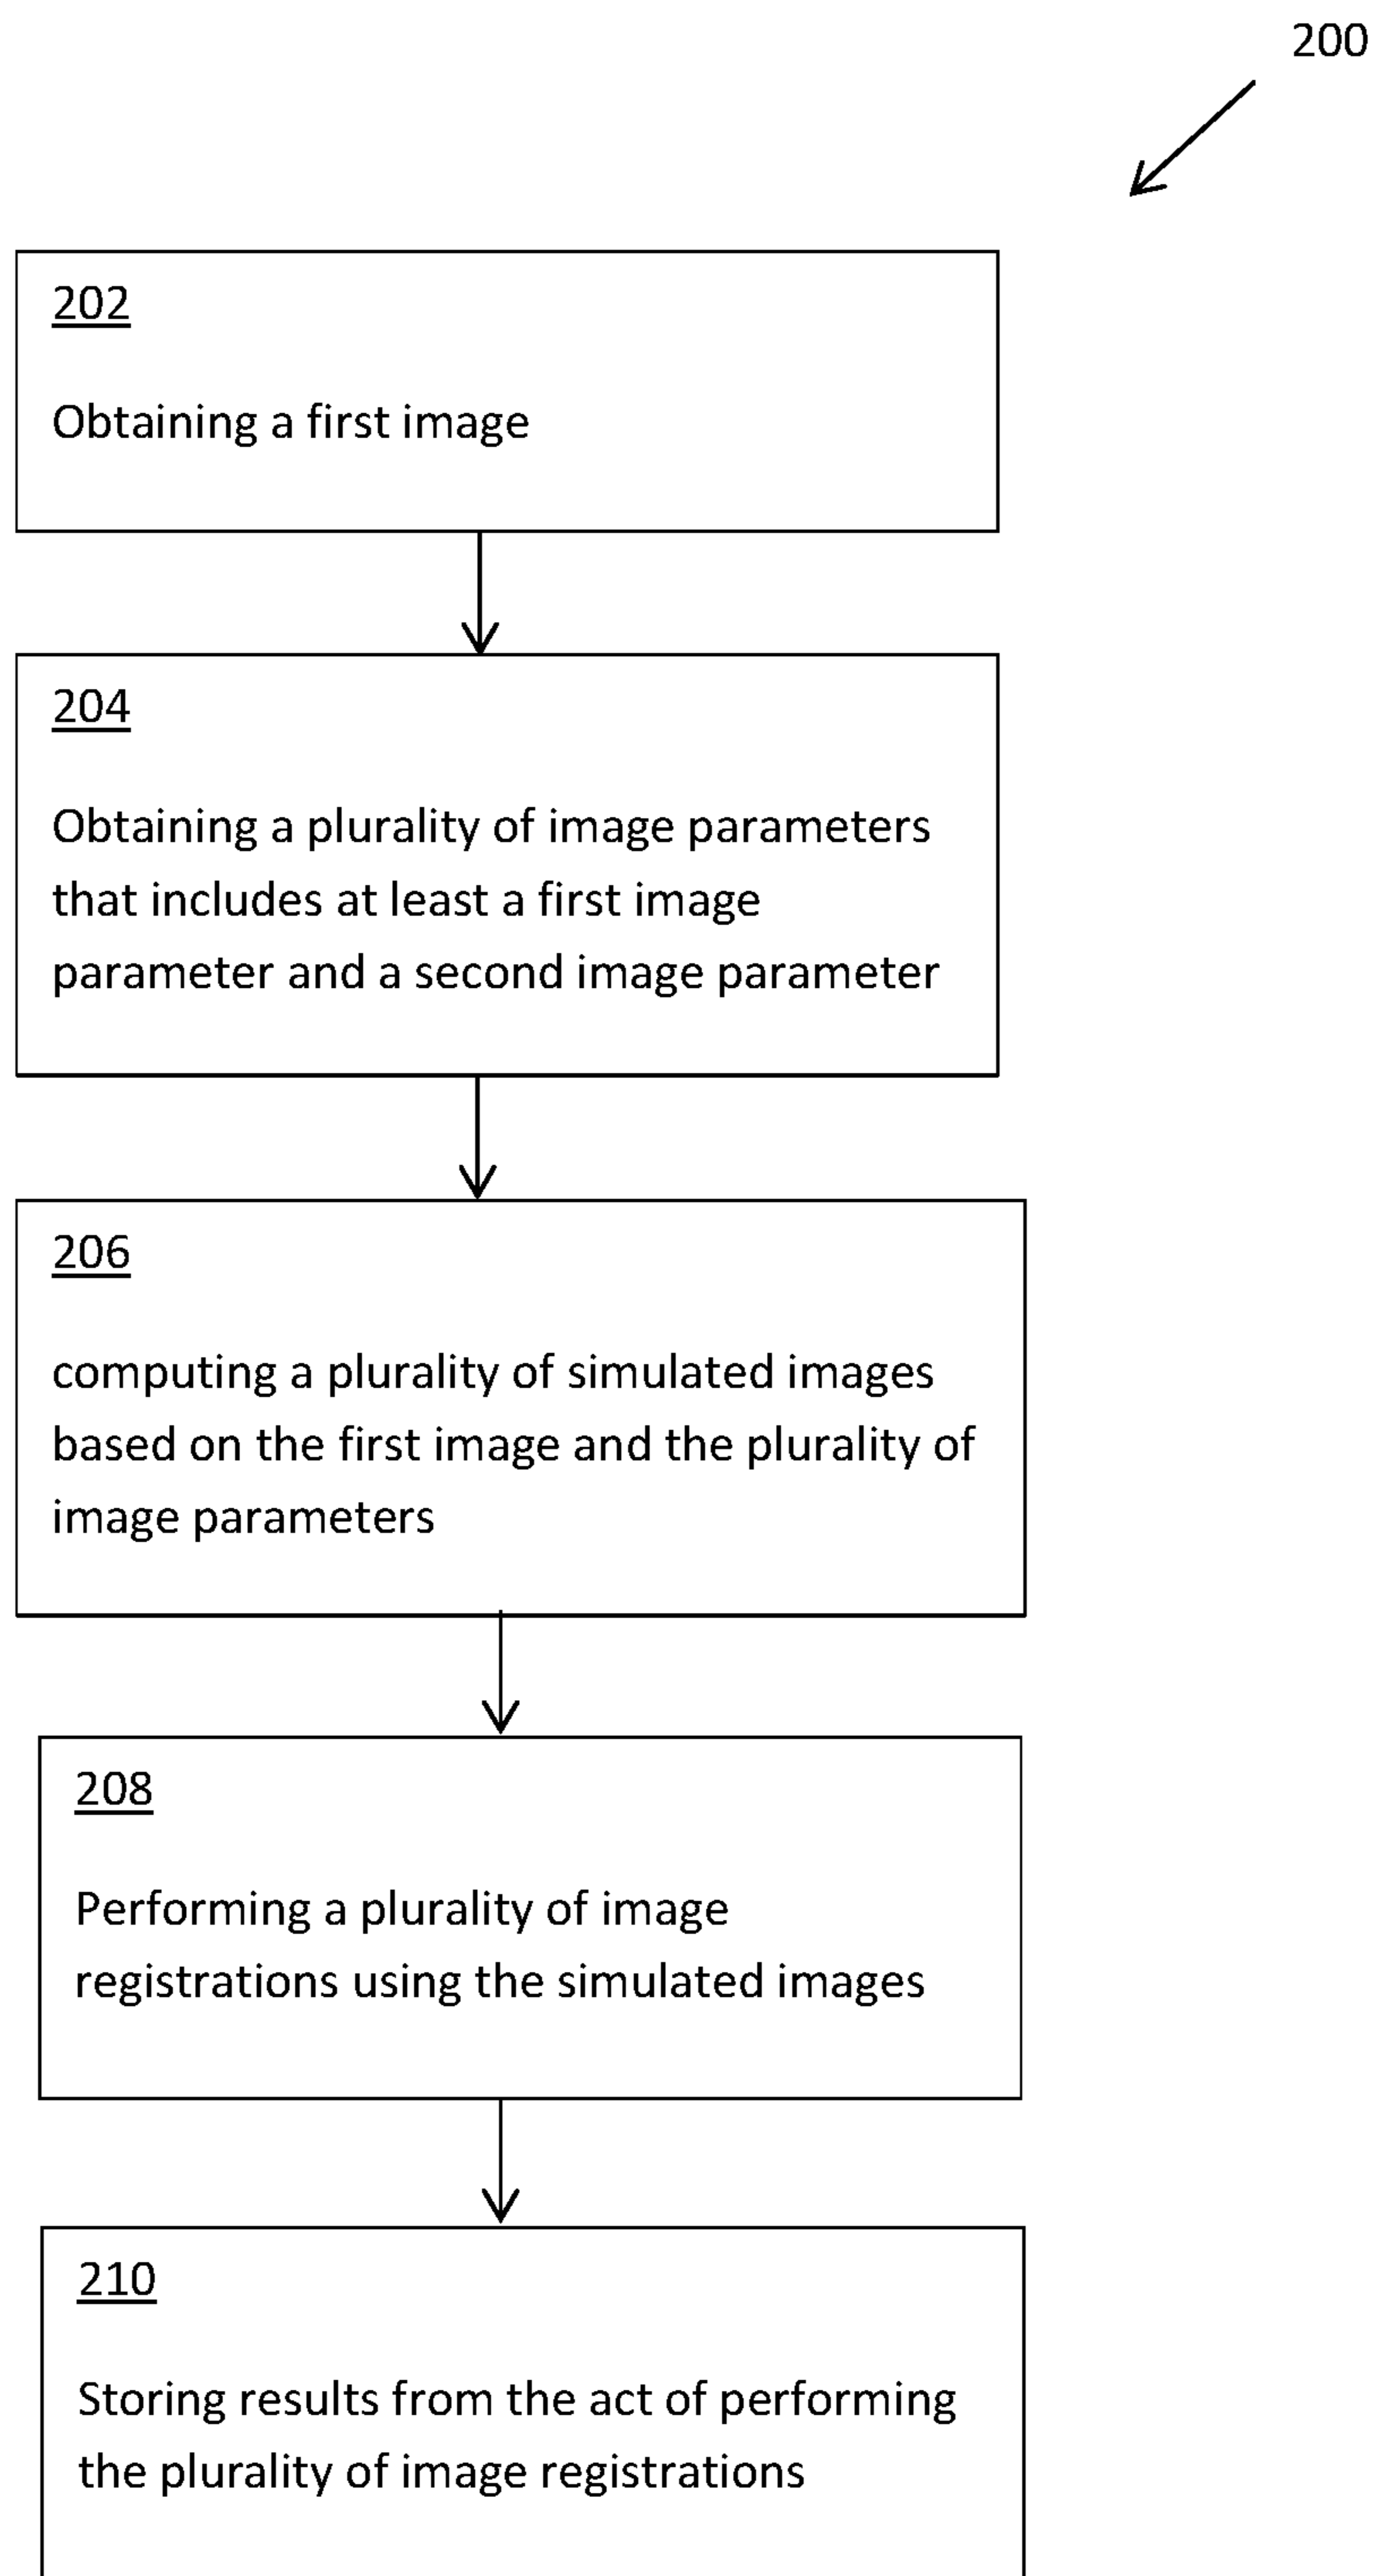 200
202
Obtaining a first image
204
Obtaining a plurality of image parameters
that includes at least a first image
parameter and a second image parameter
206
computing a plurality of simulated images
based on the first image and the plurality of
image parameters
208
Performing a plurality of image
registrations using the simulated images
210
Storing results from the act of performing
the plurality of image registrations